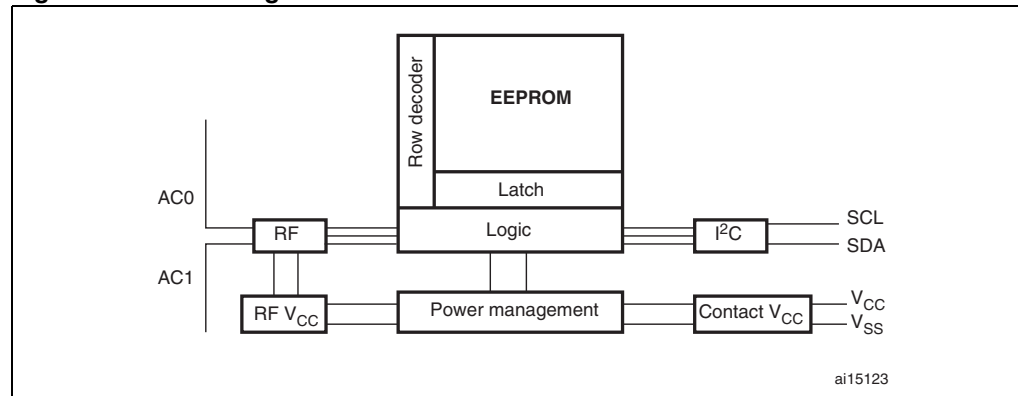 Row decoder
EEPROM
Latch
AC0
RF
Logic
I²C
SCL
SDA
AC1
RF VCC
Power management
Contact VCC
VCC
VSS
ai15123